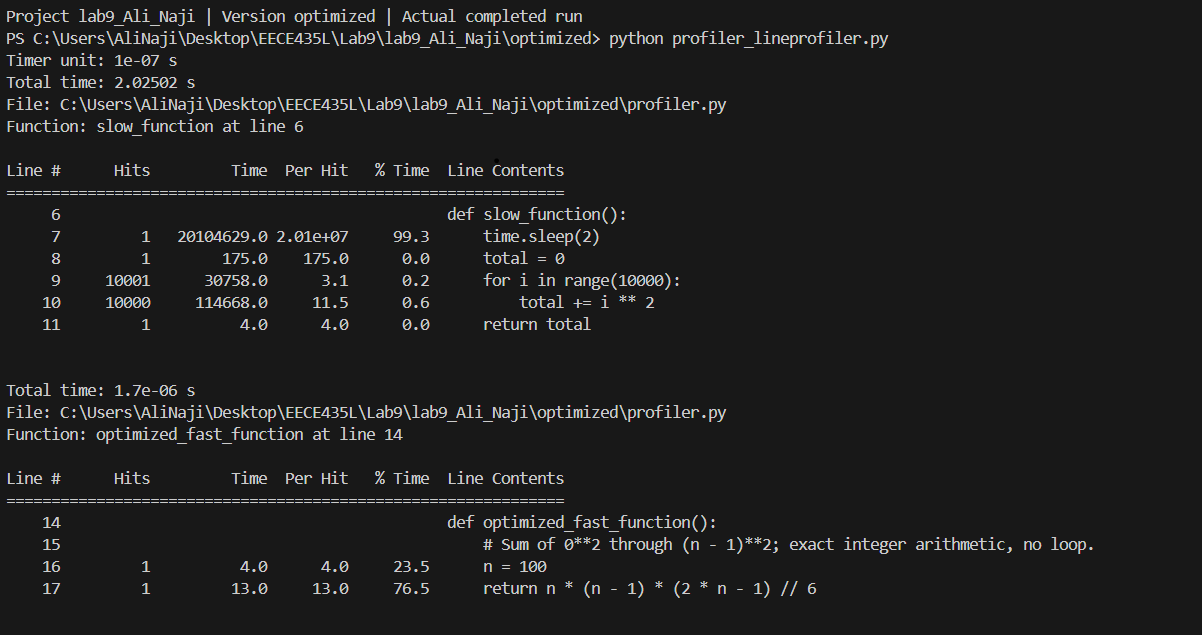 Project lab9_Ali_Naji | Version optimized | Actual completed run
PS C:\Users\AliNaji\Desktop\EECE435L\Lab9\lab9_Ali_Naji\optimized> python profiler_lineprofiler.py
Timer unit: 1e-07 s
Total time: 2.02502 s
File: C:\Users\AliNaji\Desktop\EECE435L\Lab9\lab9_Ali_Naji\optimized\profiler.py
Function: slow_function at line 6
Line #      Hits         Time  Per Hit   % Time  Line Contents
==============================================================
     6                                           def slow_function():
     7         1   20104629.0 2.01e+07     99.3      time.sleep(2)
     8         1        175.0    175.0      0.0      total = 0
     9     10001      30758.0      3.1      0.2      for i in range(10000):
    10     10000     114668.0     11.5      0.6          total += i ** 2
    11         1          4.0      4.0      0.0      return total
Total time: 1.7e-06 s
File: C:\Users\AliNaji\Desktop\EECE435L\Lab9\lab9_Ali_Naji\optimized\profiler.py
Function: optimized_fast_function at line 14
Line #      Hits         Time  Per Hit   % Time  Line Contents
==============================================================
    14                                           def optimized_fast_function():
    15                                               # Sum of 0**2 through (n - 1)**2; exact integer arithmetic, no loop.
    16         1          4.0      4.0     23.5      n = 100
    17         1         13.0     13.0     76.5      return n * (n - 1) * (2 * n - 1) // 6